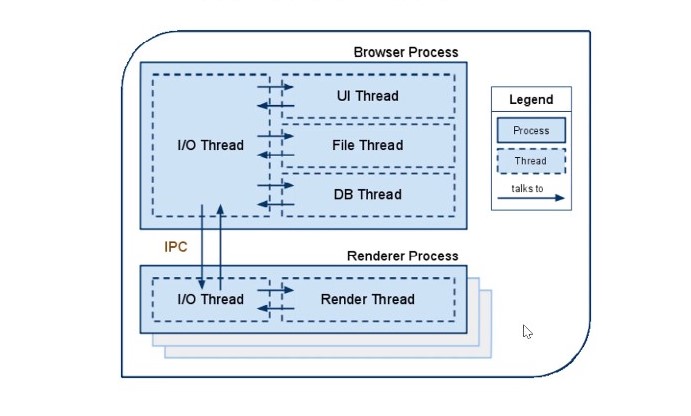 Browser Process
I/O Thread
UI Thread
File Thread
DB Thread
Legend
Process
Thread
talks to
IPC
Renderer Process
I/O Thread
Render Thread